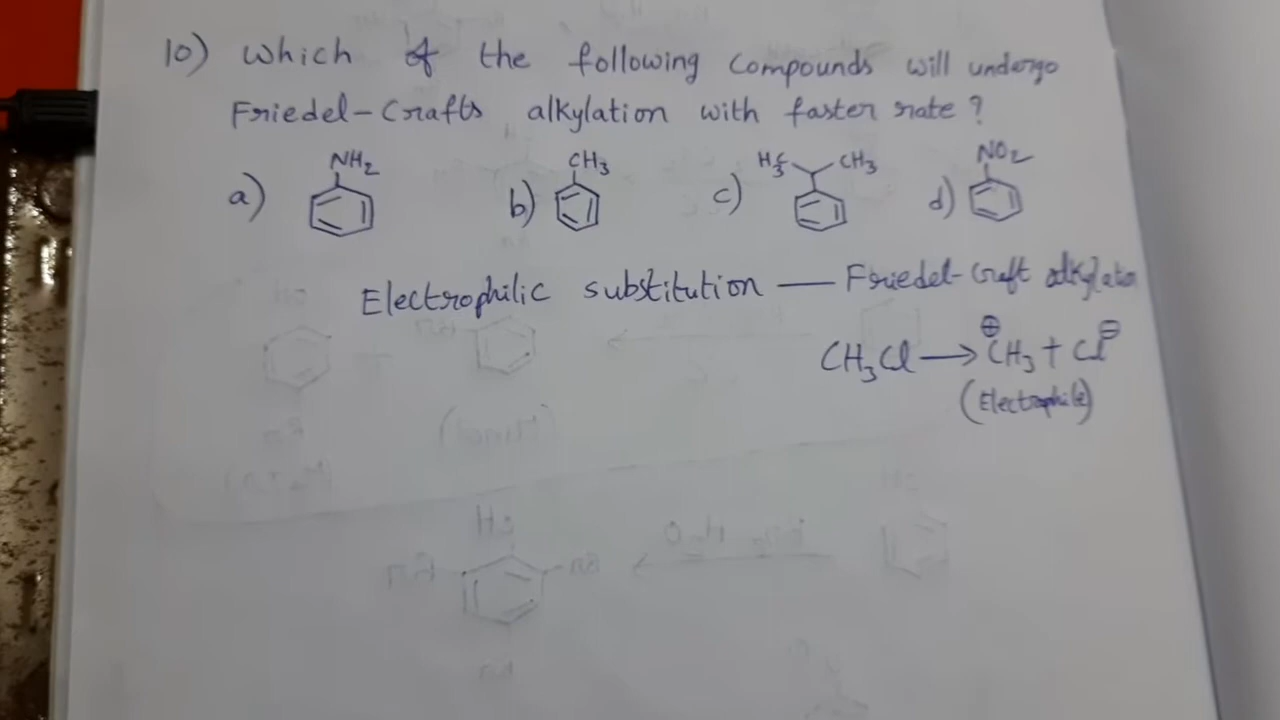 10) Which of the following compounds will undergo
Friedel-Crafts alkylation with faster rate ?
a) NH2 b) CH3 c) H3C CH3 d) NO2
Electrophilic substitution — Friedel-Craft alkylation
CH3Cl → ⊕CH3 + Cl⊖
(Electrophile)